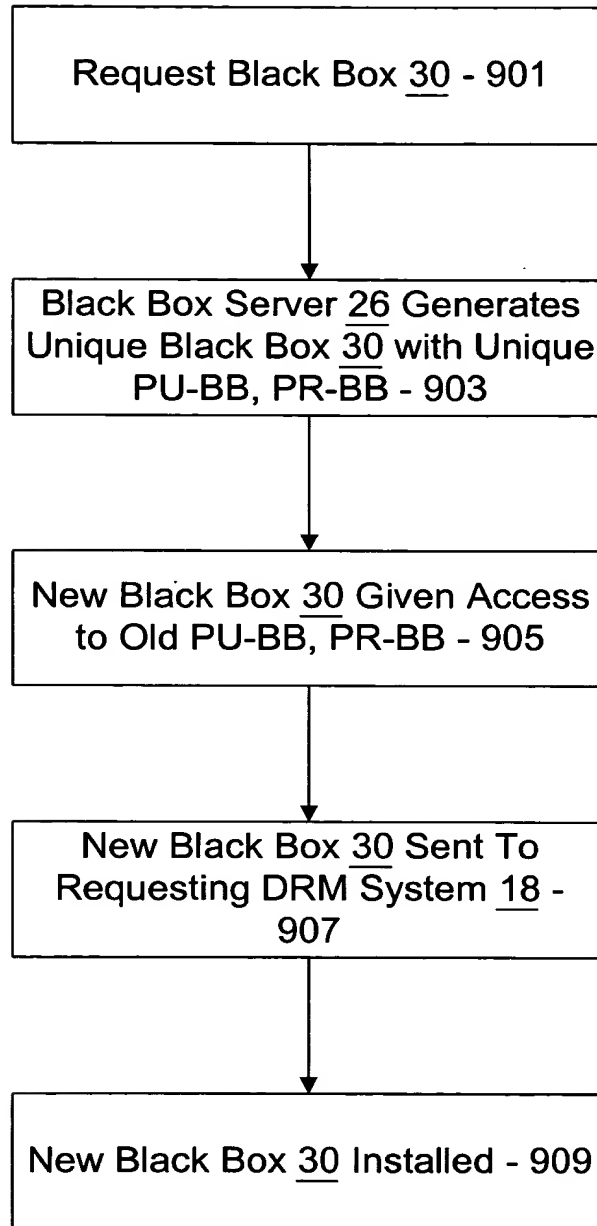 Request Black Box 30 - 901
Black Box Server 26 Generates
Unique Black Box 30 with Unique
PU-BB, PR-BB - 903
New Black Box 30 Given Access
to Old PU-BB, PR-BB - 905
New Black Box 30 Sent To
Requesting DRM System 18 -
907
New Black Box 30 Installed - 909